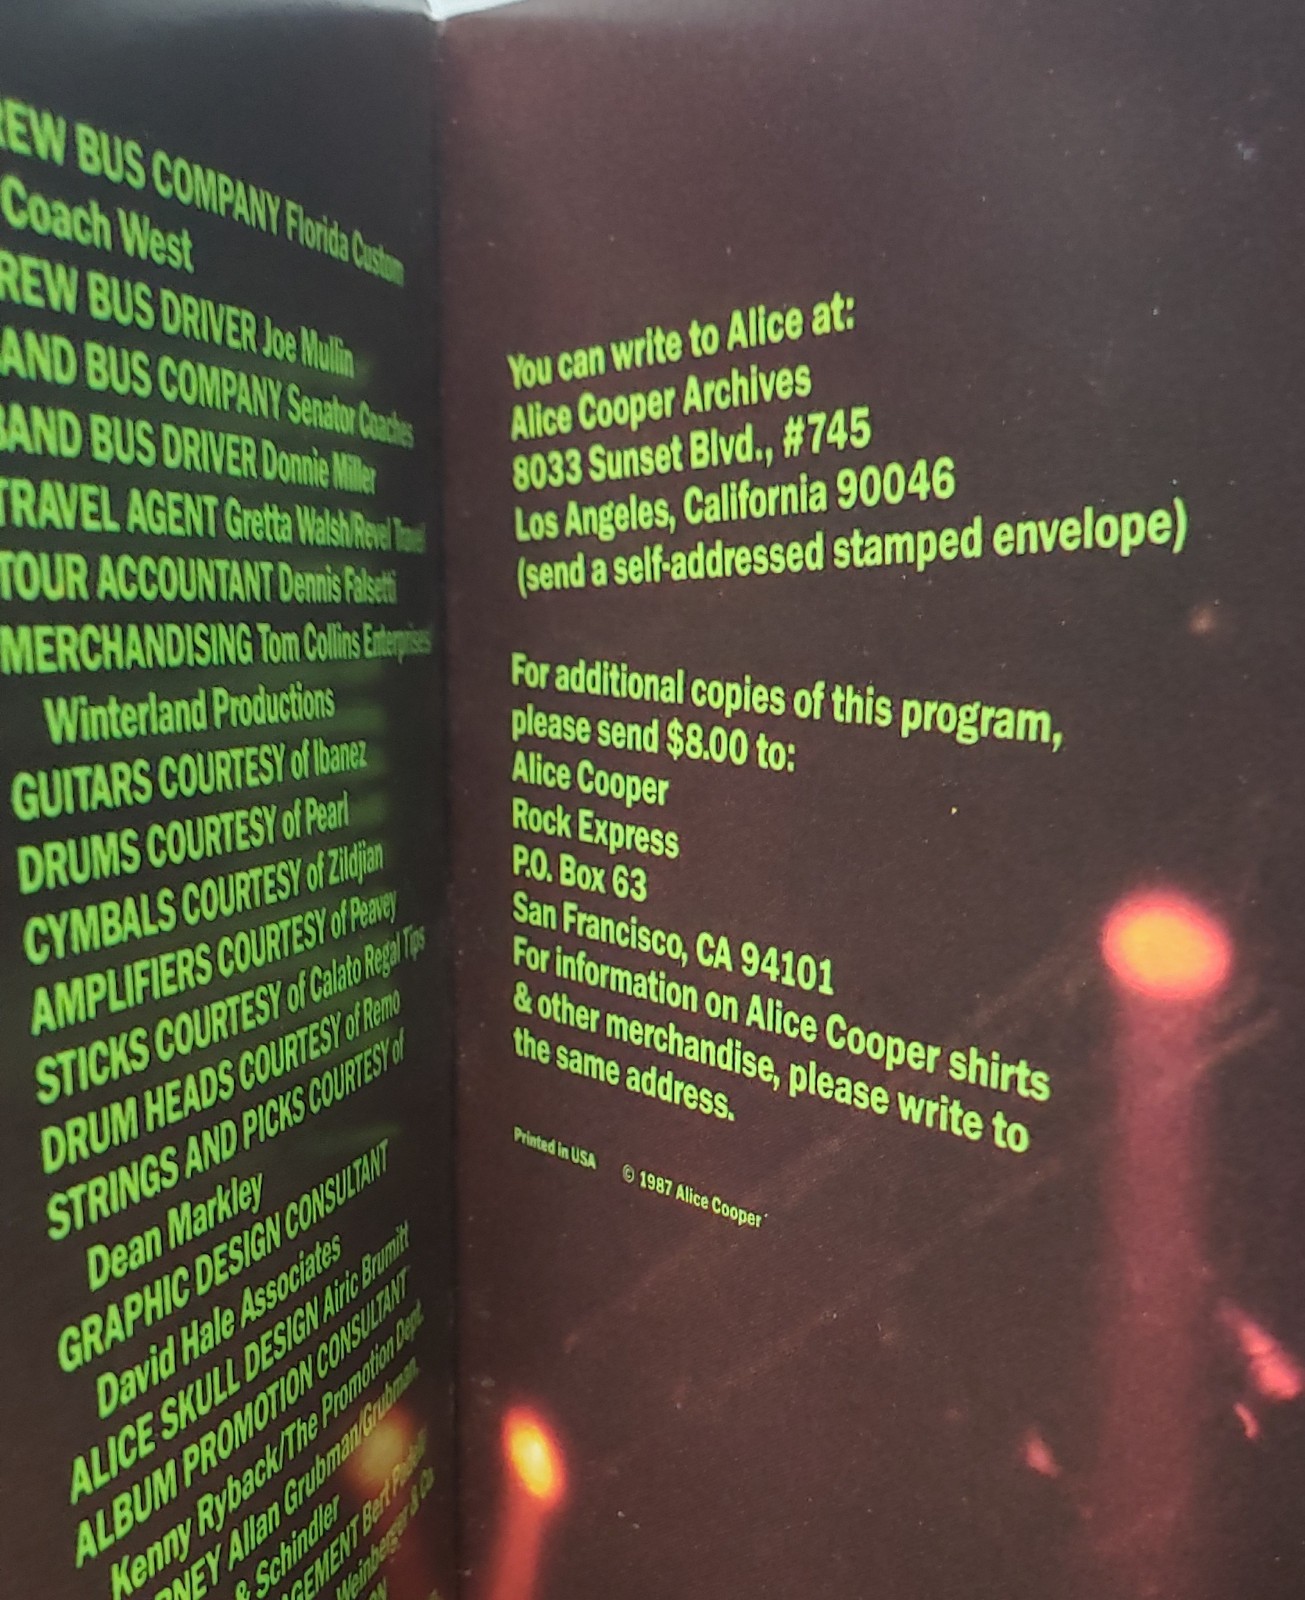 REW BUS COMPANY Florida Custom
Coach West
REW BUS DRIVER Joe Mullin
AND BUS COMPANY Senator Coaches
BAND BUS DRIVER Donnie Miller
TRAVEL AGENT Gretta Walsh/Revel Travel
TOUR ACCOUNTANT Dennis Falsetti
MERCHANDISING Tom Collins Enterprises/
Winterland Productions
GUITARS COURTESY of Ibanez
DRUMS COURTESY of Pearl
CYMBALS COURTESY of Zildjian
AMPLIFIERS COURTESY of Peavey
STICKS COURTESY of Calato Regal Tips
DRUM HEADS COURTESY of Remo
STRINGS AND PICKS COURTESY of
Dean Markley
GRAPHIC DESIGN CONSULTANT
David Hale Associates
ALICE SKULL DESIGN Airic Brumitt
ALBUM PROMOTION CONSULTANT
Kenny Ryback/The Promotion Dept.
RNEY Allan Grubman/Grubman,
& Schindler
AGEMENT Bert
Weinberger & Co
ON
You can write to Alice at:
Alice Cooper Archives
8033 Sunset Blvd., #745
Los Angeles, California 90046
(send a self-addressed stamped envelope)
For additional copies of this program,
please send $8.00 to:
Alice Cooper
Rock Express
P.O. Box 63
San Francisco, CA 94101
For information on Alice Cooper shirts
& other merchandise, please write to
the same address.
Printed in USA © 1987 Alice Cooper